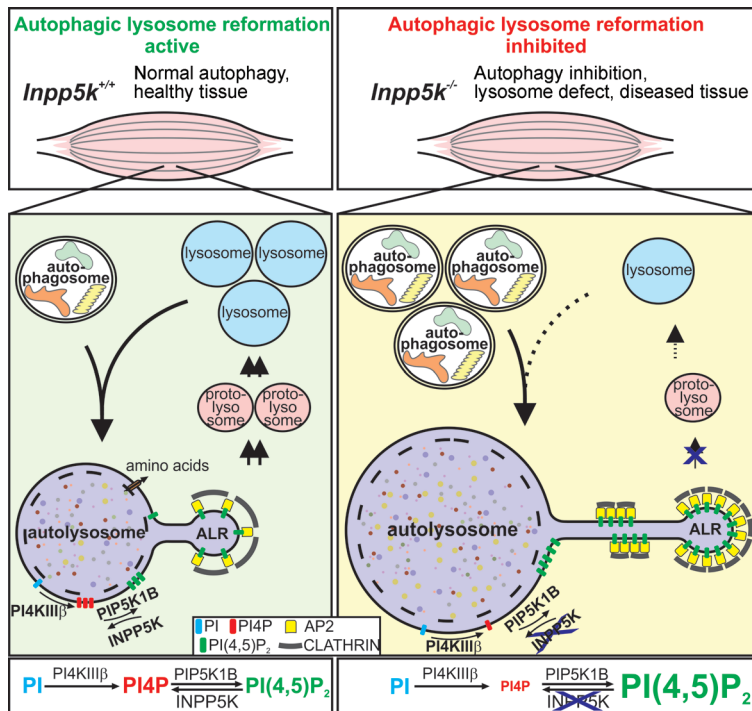 Autophagic lysosome reformation
active
Inpp5k+/+
Normal autophagy,
healthy tissue
Autophagic lysosome reformation
inhibited
Inpp5k-/-
Autophagy inhibition,
lysosome defect, diseased tissue
auto-
phagosome
lysosome
lysosome
lysosome
proto-
lyso
some
proto-
lyso
some
amino acids
autolysosome
ALR
PI4KIIIβ
PIP5K1B
INPP5K
auto-
phagosome
auto-
phagosome
auto-
phagosome
lysosome
proto-
lyso
some
autolysosome
ALR
PI4KIIIβ
PIP5K1B
INPP5K
PI PI4P AP2
PI(4,5)P₂ CLATHRIN
PI PI4KIIIβ PI4P PIP5K1B INPP5K PI(4,5)P₂
PI PI4KIIIβ PI4P PIP5K1B INPP5K PI(4,5)P₂